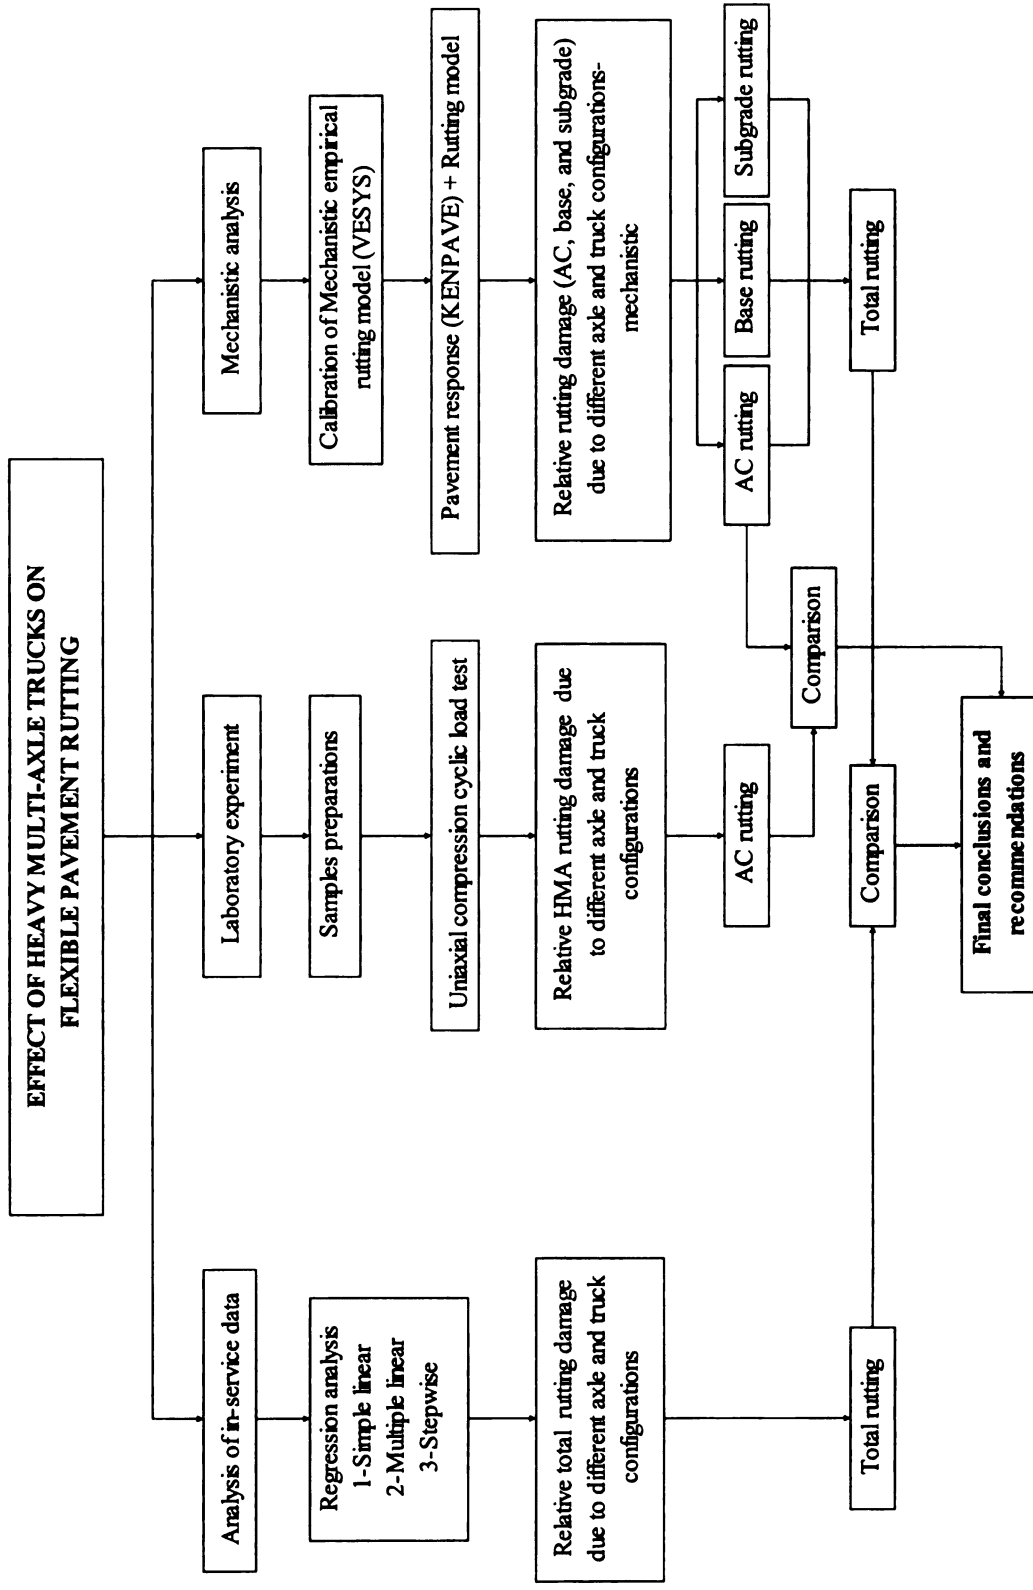 EFFECT OF HEAVY MULTI-AXLE TRUCKS ON
FLEXIBLE PAVEMENT RUTTING
Analysis of in-service data
Regression analysis
1-Simple linear
2-Multiple linear
3-Stepwise
Relative total rutting damage
due to different axle and truck
configurations
Total rutting
Laboratory experiment
Samples preparations
Uniaxial compression cyclic load test
Relative HMA rutting damage due
to different axle and truck
configurations
AC rutting
Mechanistic analysis
Calibration of Mechanistic empirical
rutting model (VESYS)
Pavement response (KENPAVE) + Rutting model
Relative rutting damage (AC, base, and subgrade)
due to different axle and truck configurations-
mechanistic
AC rutting
Base rutting
Subgrade rutting
Total rutting
Comparison
Comparison
Final conclusions and
recommendations